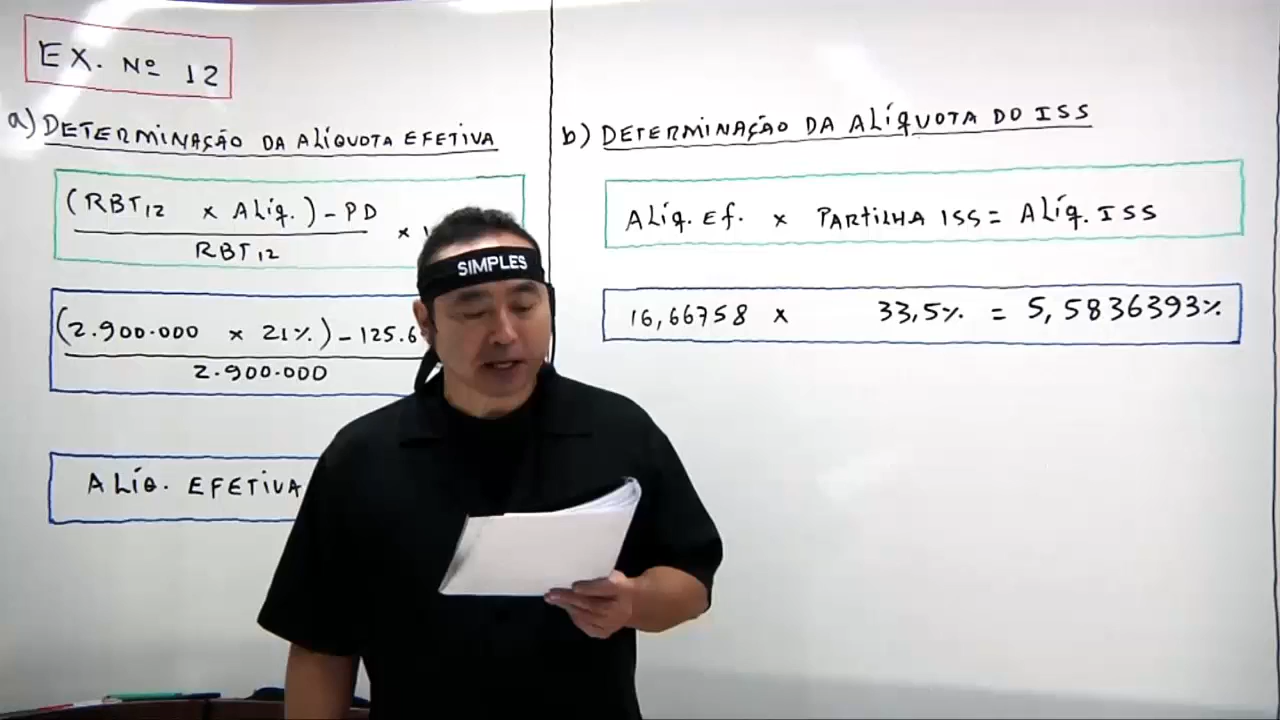 EX. Nº 12
a) DETERMINAÇÃO DA ALÍQUOTA EFETIVA
(RBT12 x ALÍQ.) - PD
RBT12
x
(2.900.000 x 21%) - 125.6
2.900.000
ALÍQ. EFETIVA
SIMPLES
b) DETERMINAÇÃO DA ALÍQUOTA DO ISS
ALÍQ. EF. x PARTILHA ISS = ALÍQ. ISS
16,66758 x 33,5% = 5,5836393%